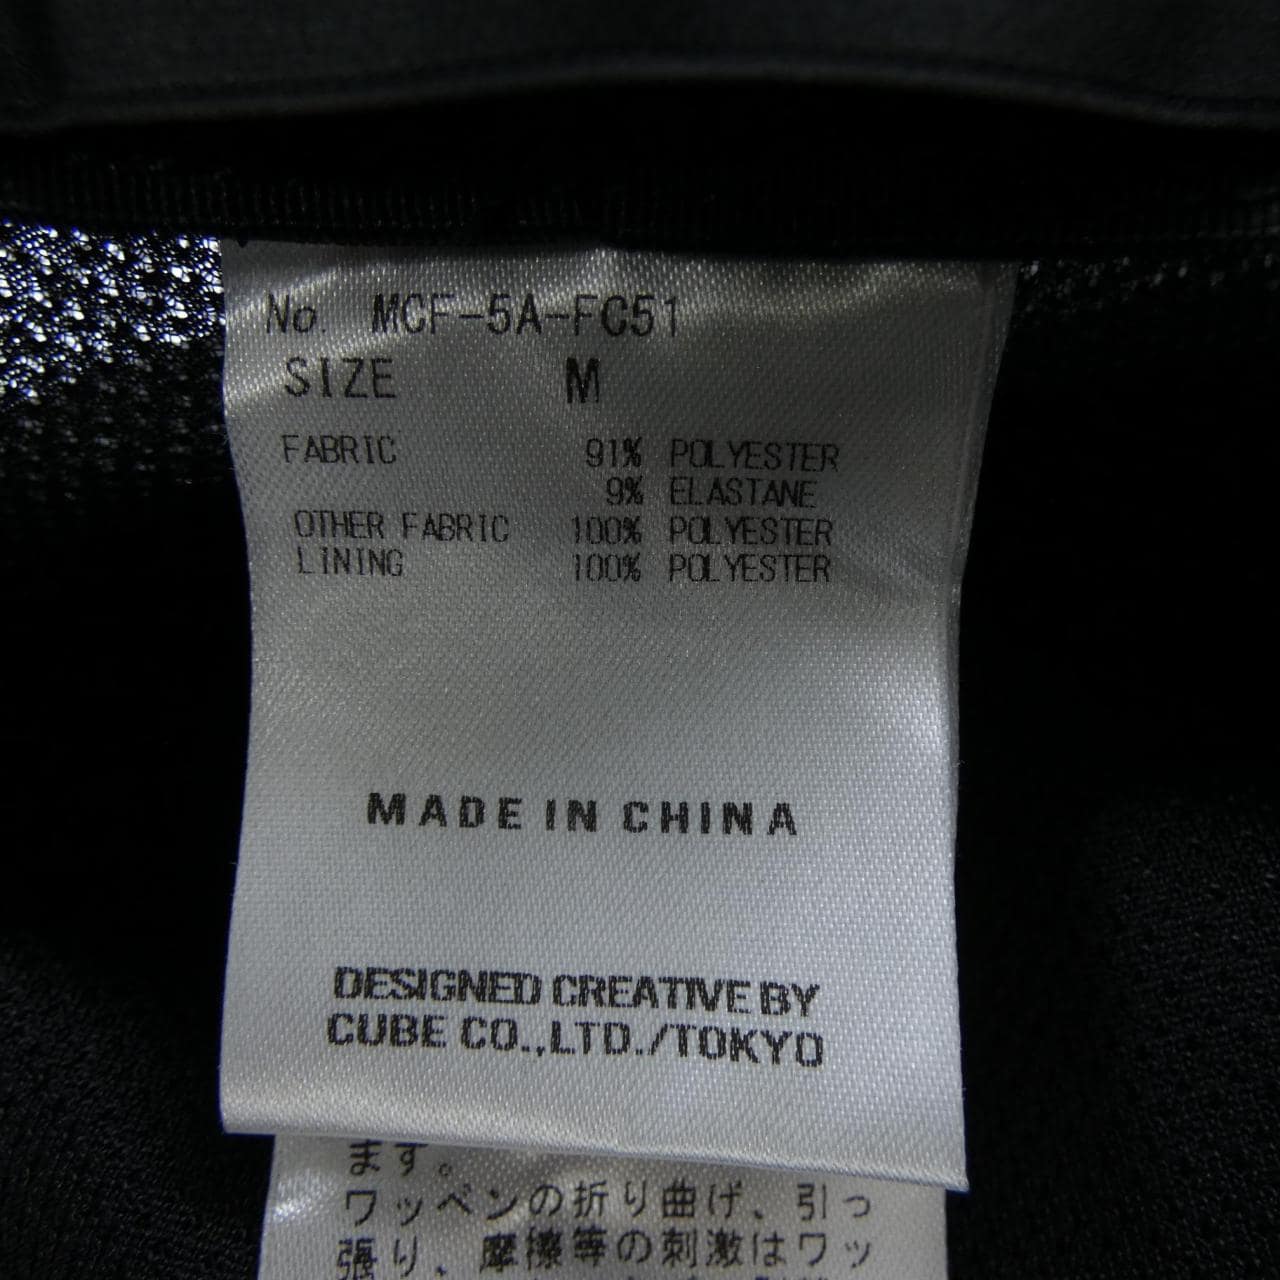 No. MCF-5A-FC51
SIZE M
FABRIC 91% POLYESTER
9% ELASTANE
OTHER FABRIC 100% POLYESTER
LINING 100% POLYESTER
MADE IN CHINA
DESIGNED CREATIVE BY
CUBE CO.,LTD./TOKYO
ます。
ワッペンの折り曲げ、引っ
張り、摩擦等の刺激はワッ